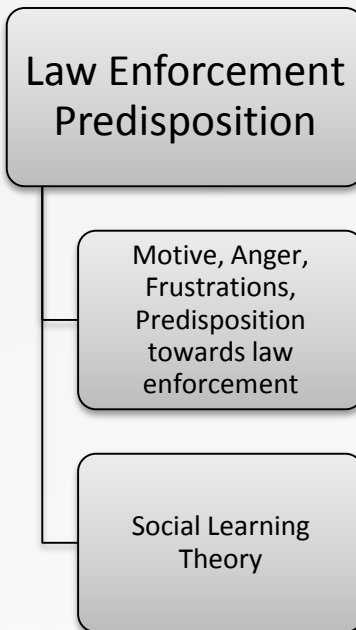 Law Enforcement
Predisposition
Motive, Anger,
Frustrations,
Predisposition
towards law
enforcement
Social Learning
Theory